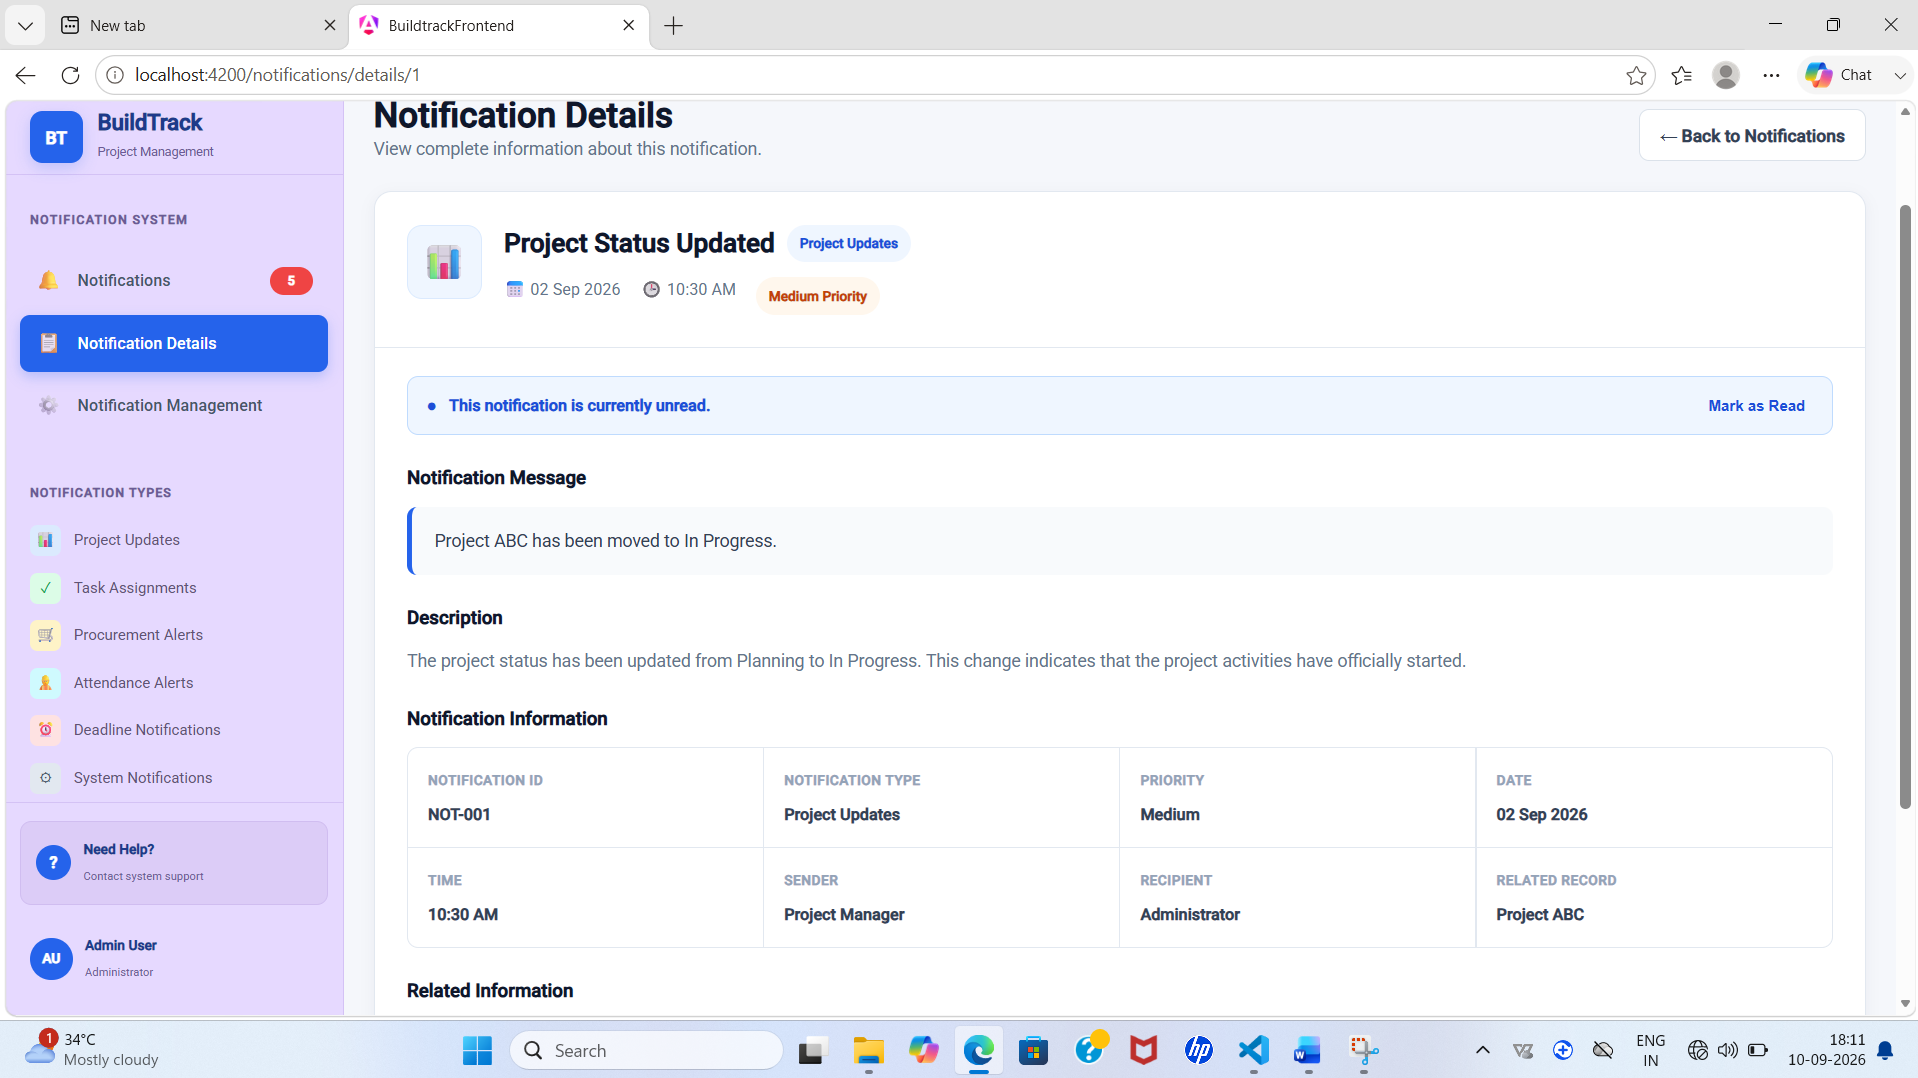 New tab
BuildtrackFrontend
localhost:4200/notifications/details/1
Chat
BT
BuildTrack
Project Management
NOTIFICATION SYSTEM
Notifications
5
Notification Details
Notification Management
NOTIFICATION TYPES
Project Updates
Task Assignments
Procurement Alerts
Attendance Alerts
Deadline Notifications
System Notifications
?
Need Help?
Contact system support
AU
Admin User
Administrator
Notification Details
View complete information about this notification.
← Back to Notifications
Project Status Updated
Project Updates
02 Sep 2026
10:30 AM
Medium Priority
This notification is currently unread.
Mark as Read
Notification Message
Project ABC has been moved to In Progress.
Description
The project status has been updated from Planning to In Progress. This change indicates that the project activities have officially started.
Notification Information
NOTIFICATION ID
NOT-001
NOTIFICATION TYPE
Project Updates
PRIORITY
Medium
DATE
02 Sep 2026
TIME
10:30 AM
SENDER
Project Manager
RECIPIENT
Administrator
RELATED RECORD
Project ABC
Related Information
1
34°C
Mostly cloudy
Search
ENG
IN
18:11
10-09-2026